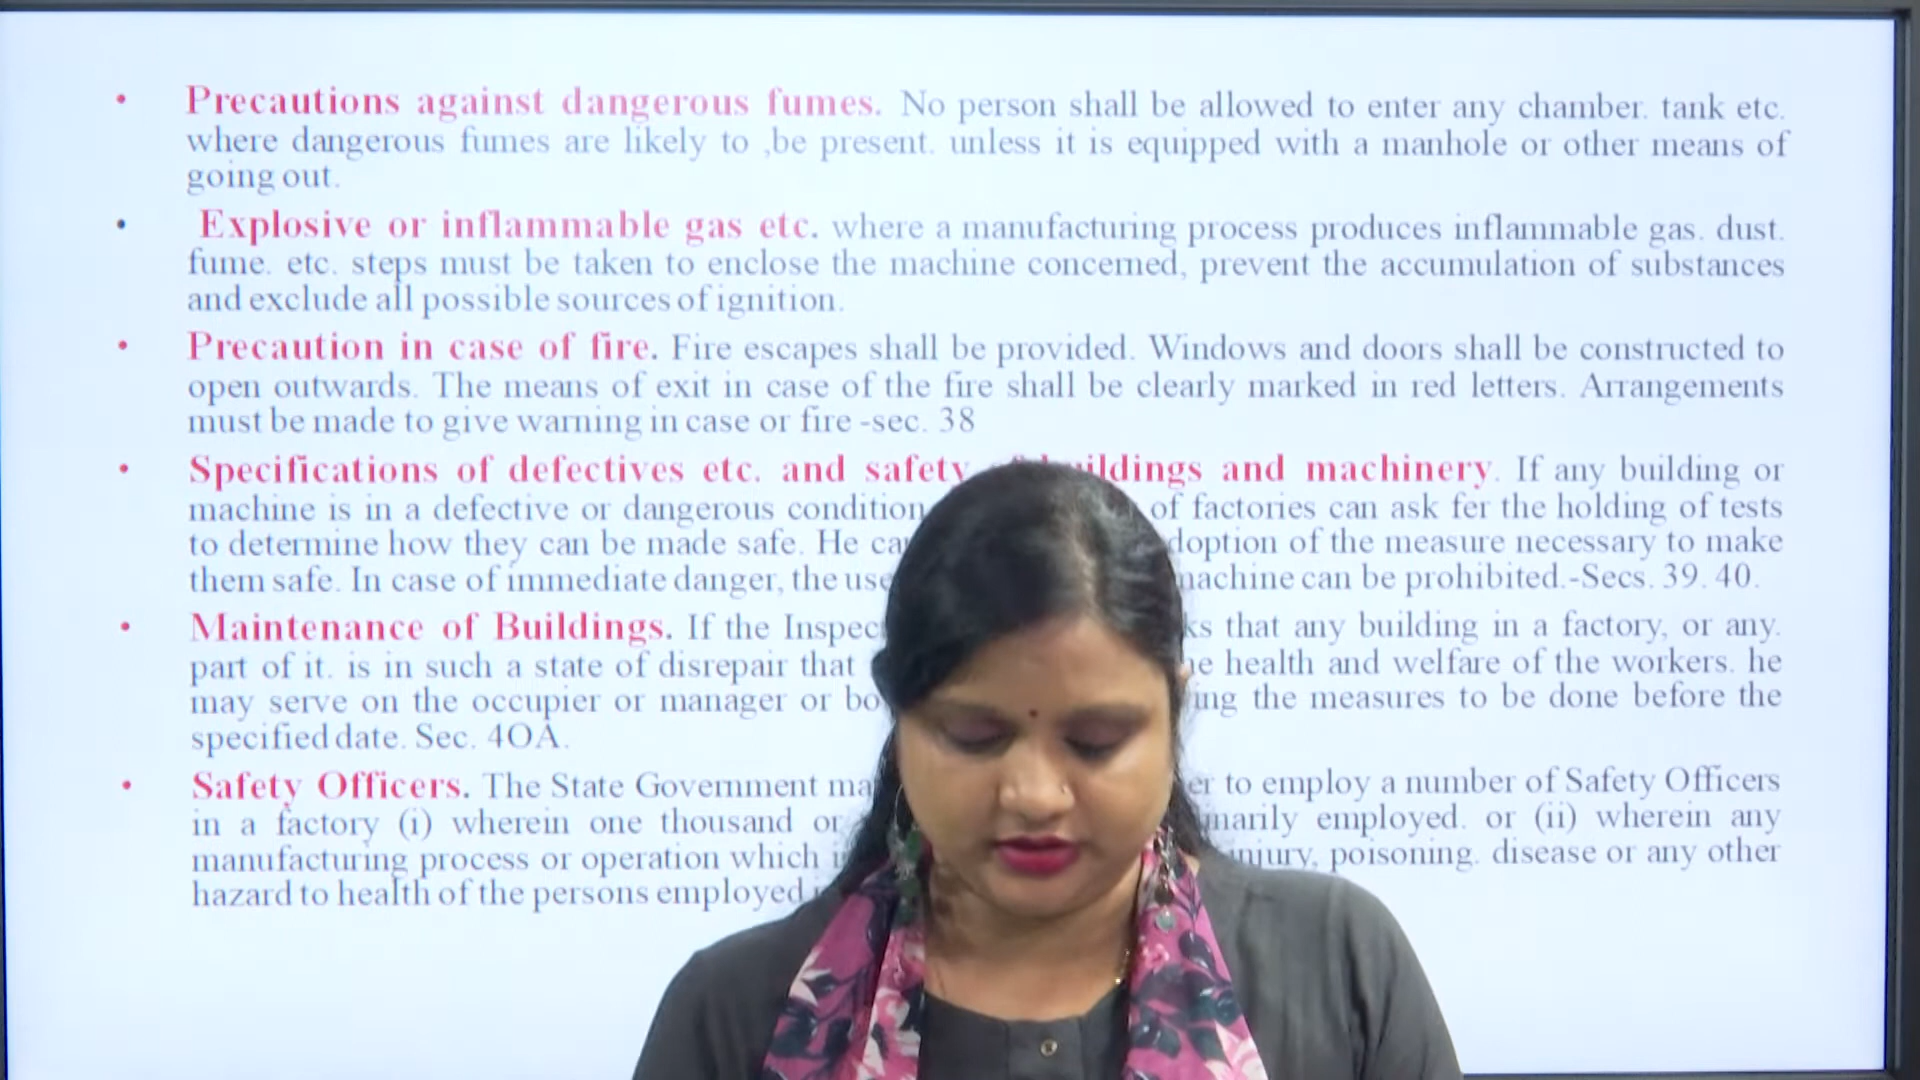 • Precautions against dangerous fumes. No person shall be allowed to enter any chamber. tank etc.
where dangerous fumes are likely to ,be present. unless it is equipped with a manhole or other means of
going out.
• Explosive or inflammable gas etc. where a manufacturing process produces inflammable gas. dust.
fume. etc. steps must be taken to enclose the machine concerned, prevent the accumulation of substances
and exclude all possible sources of ignition.
• Precaution in case of fire. Fire escapes shall be provided. Windows and doors shall be constructed to
open outwards. The means of exit in case of the fire shall be clearly marked in red letters. Arrangements
must be made to give warning in case or fire -sec. 38
• Specifications of defectives etc. and safety buildings and machinery. If any building or
machine is in a defective or dangerous condition of factories can ask fer the holding of tests
to determine how they can be made safe. He doption of the measure necessary to make
them safe. In case of immediate danger, the use machine can be prohibited.-Secs. 39. 40.
• Maintenance of Buildings. If the Inspec ks that any building in a factory, or any.
part of it. is in such a state of disrepair that health and welfare of the workers. he
may serve on the occupier or manager or bo ing the measures to be done before the
specified date. Sec. 4OA.
• Safety Officers. The State Government ma er to employ a number of Safety Officers
in a factory (i) wherein one thousand or narily employed. or (ii) wherein any
manufacturing process or operation which injury, poisoning. disease or any other
hazard to health of the persons employed